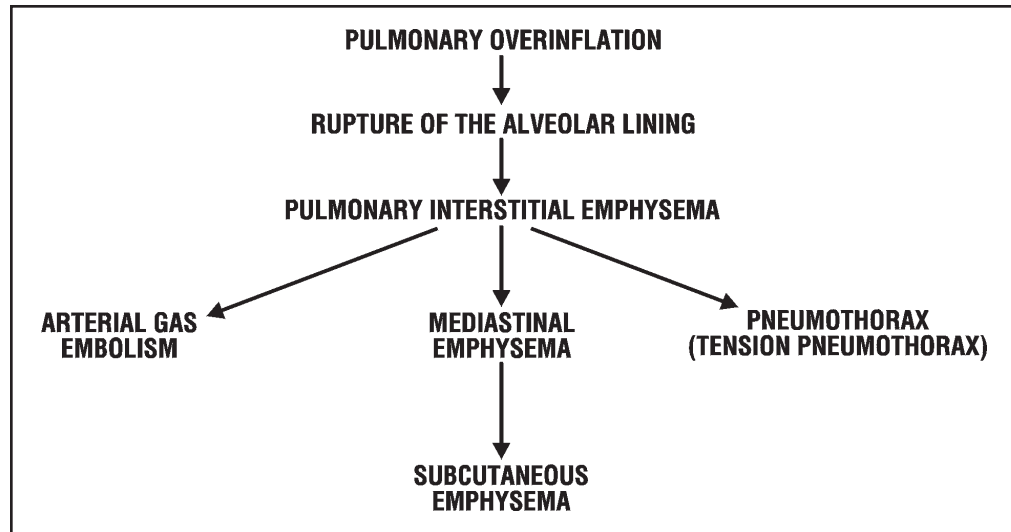 PULMONARY OVERINFLATION
RUPTURE OF THE ALVEOLAR LINING
PULMONARY INTERSTITIAL EMPHYSEMA
ARTERIAL GAS
EMBOLISM
MEDIASTINAL
EMPHYSEMA
PNEUMOTHORAX
(TENSION PNEUMOTHORAX)
SUBCUTANEOUS
EMPHYSEMA